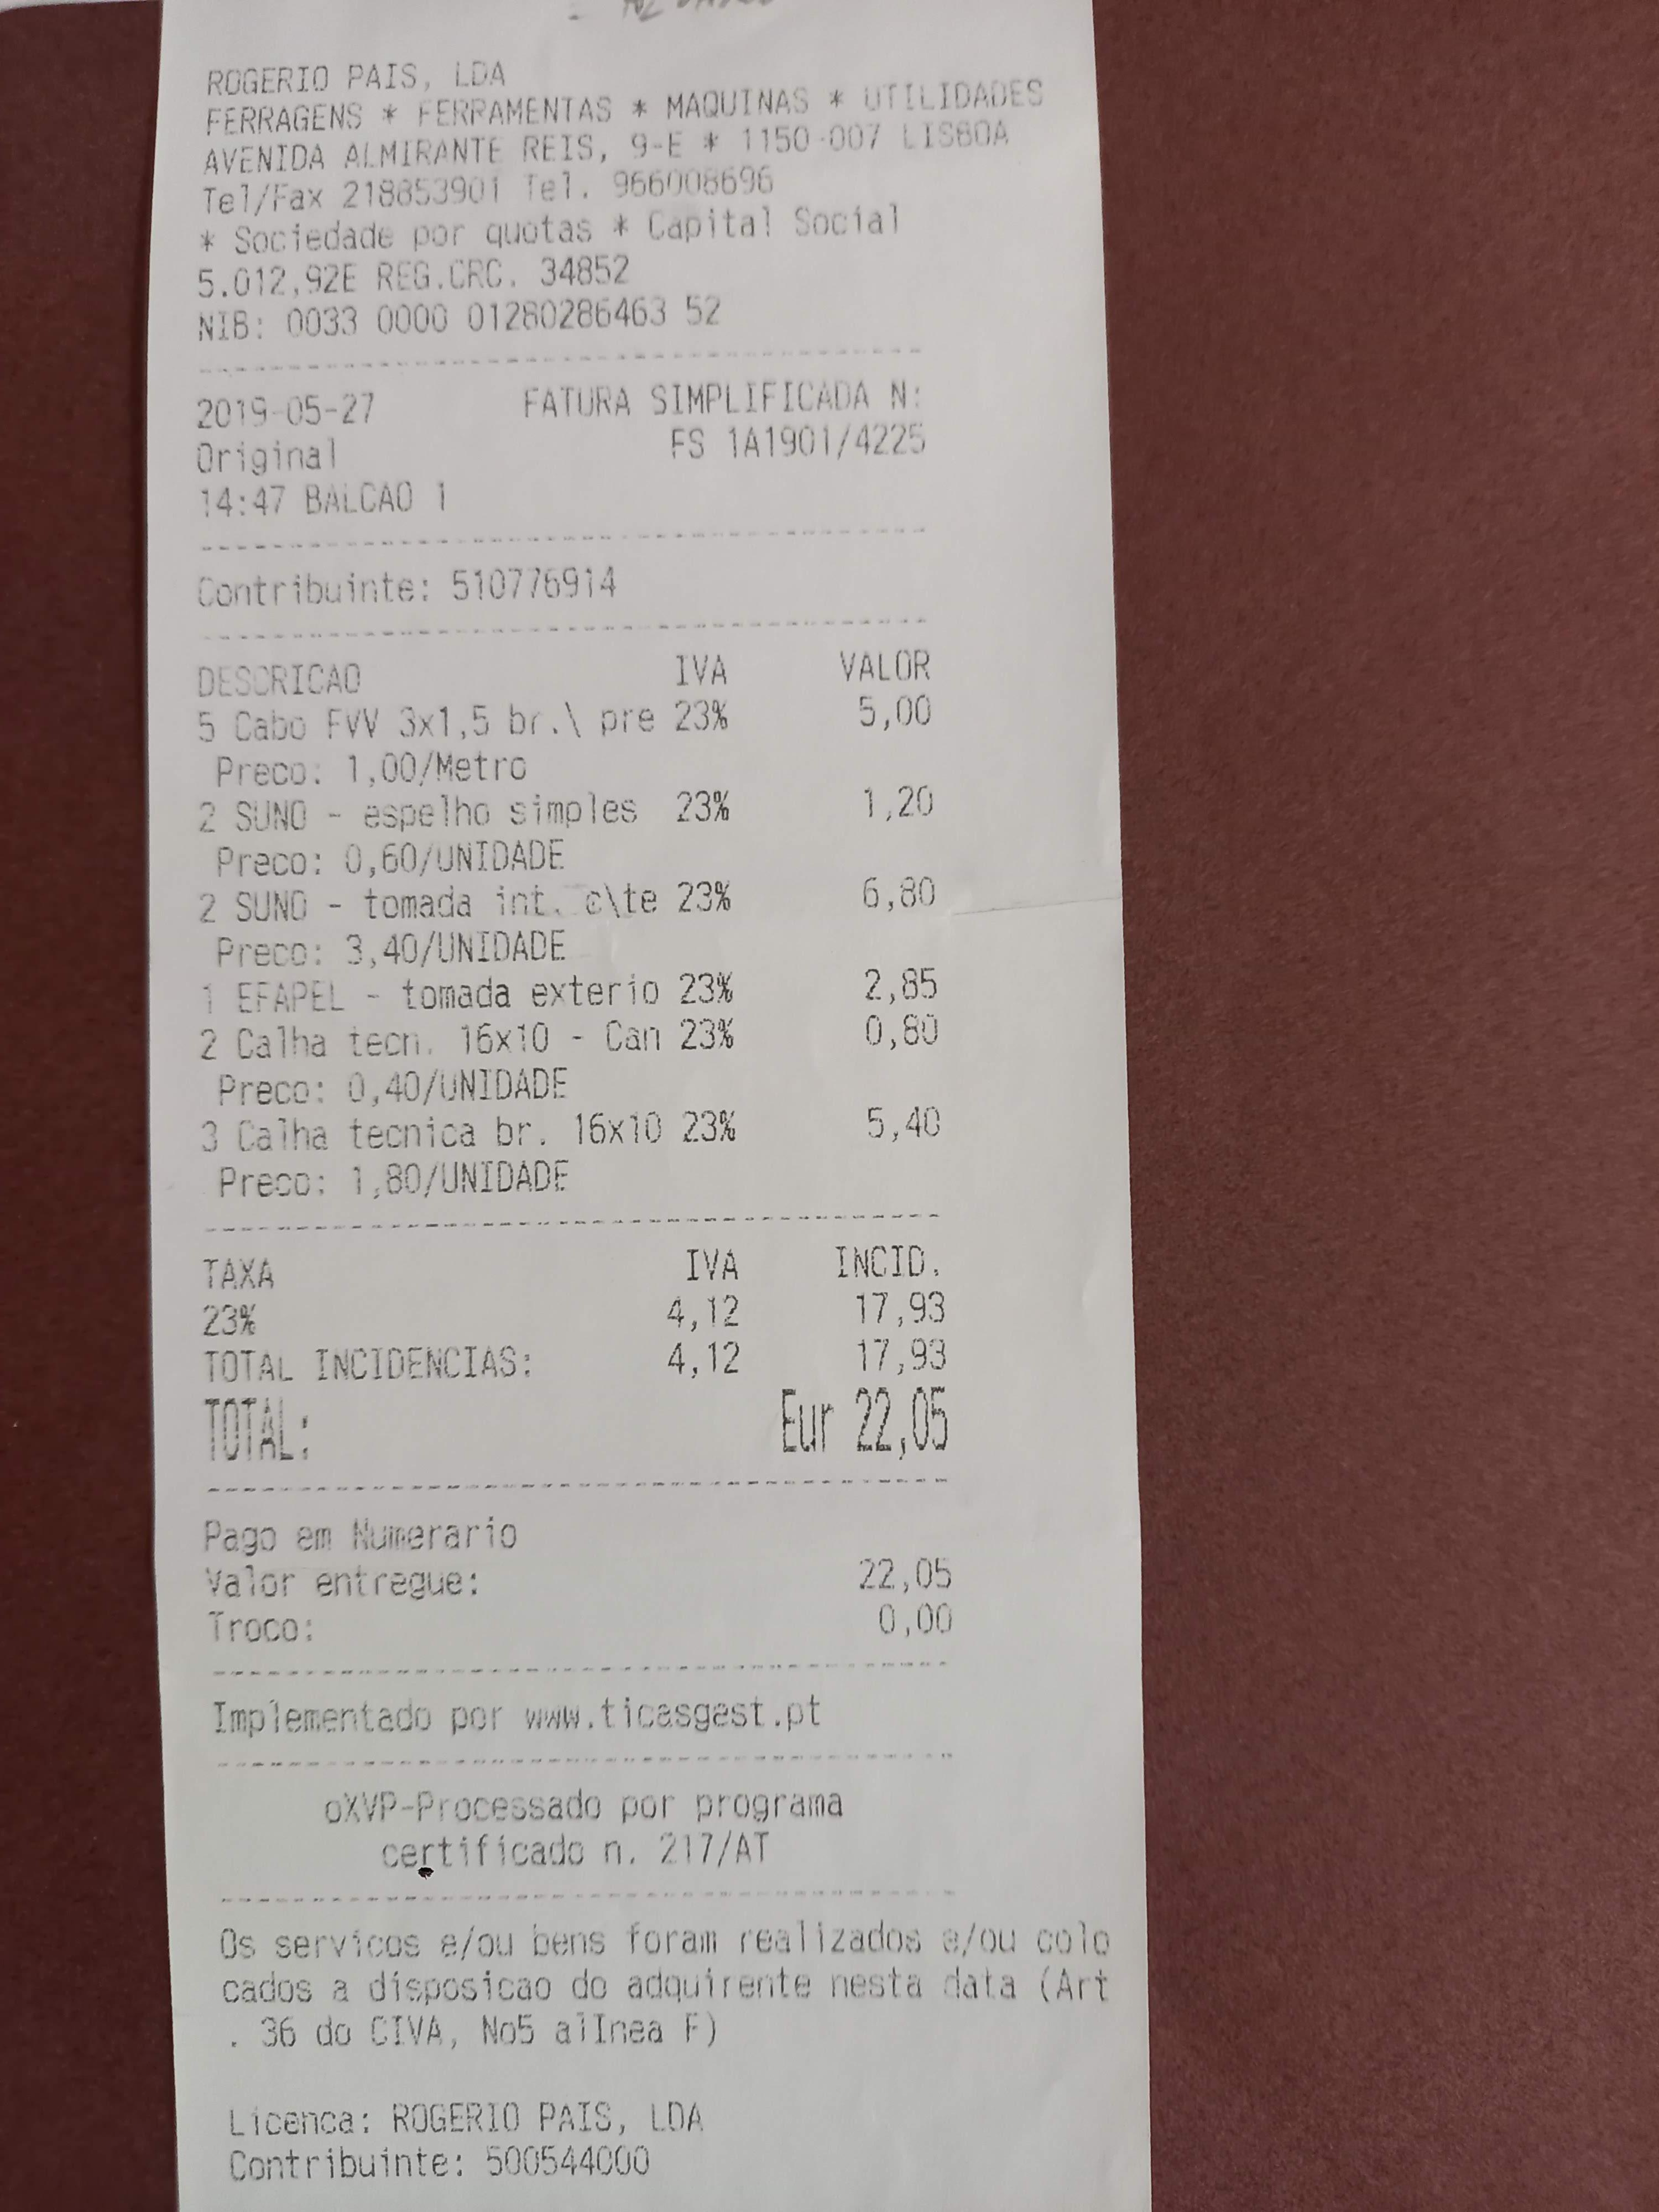 ROGERIO PAIS, LDA
FERRAGENS * FERRAMENTAS * MAQUINAS * UTILIDADES
AVENIDA ALMIRANTE REIS, 9-E * 1150-007 LISBOA
Tel/Fax 218853901 Tel. 966008696
* Sociedade por quotas * Capital Social
5.012,92E REG.CRC. 34852
NIB: 0033 0000 01280286463 52
2019-05-27 FATURA SIMPLIFICADA N:
Original FS 1A1901/4225
14:47 BALCAO 1
Contribuinte: 510776914
DESCRICAO IVA VALOR
5 Cabo FVV 3x1,5 br.\ pre 23% 5,00
Preco: 1,00/Metro
2 SUNO - espelho simples 23% 1,20
Preco: 0,60/UNIDADE
2 SUNO - tomada int. c\te 23% 6,80
Preco: 3,40/UNIDADE
1 EFAPEL - tomada exterio 23% 2,85
2 Calha tecn. 16x10 - Can 23% 0,80
Preco: 0,40/UNIDADE
3 Calha tecnica br. 16x10 23% 5,40
Preco: 1,80/UNIDADE
TAXA IVA INCID.
23% 4,12 17,93
TOTAL INCIDENCIAS: 4,12 17,93
TOTAL: Eur 22,05
Pago em Numerario
Valor entregue: 22,05
Troco: 0,00
Implementado por www.ticasgest.pt
oXVP-Processado por programa
certificado n. 217/AT
Os servicos e/ou bens foram realizados e/ou colo
cados a disposicao do adquirente nesta data (Art
. 36 do CIVA, No5 alInea F)
Licenca: ROGERIO PAIS, LDA
Contribuinte: 500544000